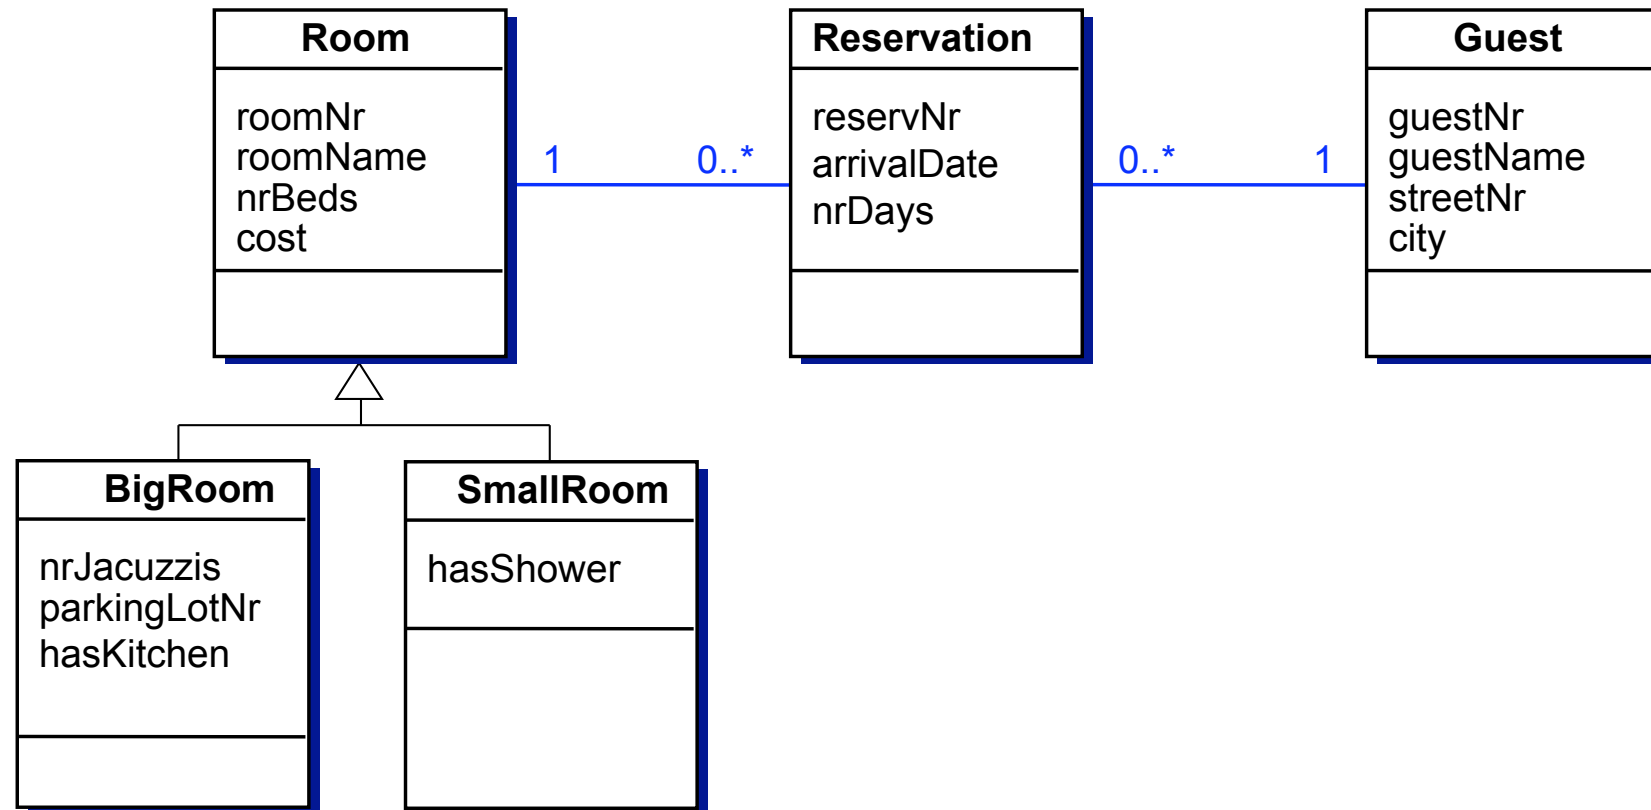 Room
roomNr
roomName
nrBeds
cost
1
0..*
Reservation
reservNr
arrivalDate
nrDays
0..*
1
Guest
guestNr
guestName
streetNr
city
BigRoom
nrJacuzzis
parkingLotNr
hasKitchen
SmallRoom
hasShower